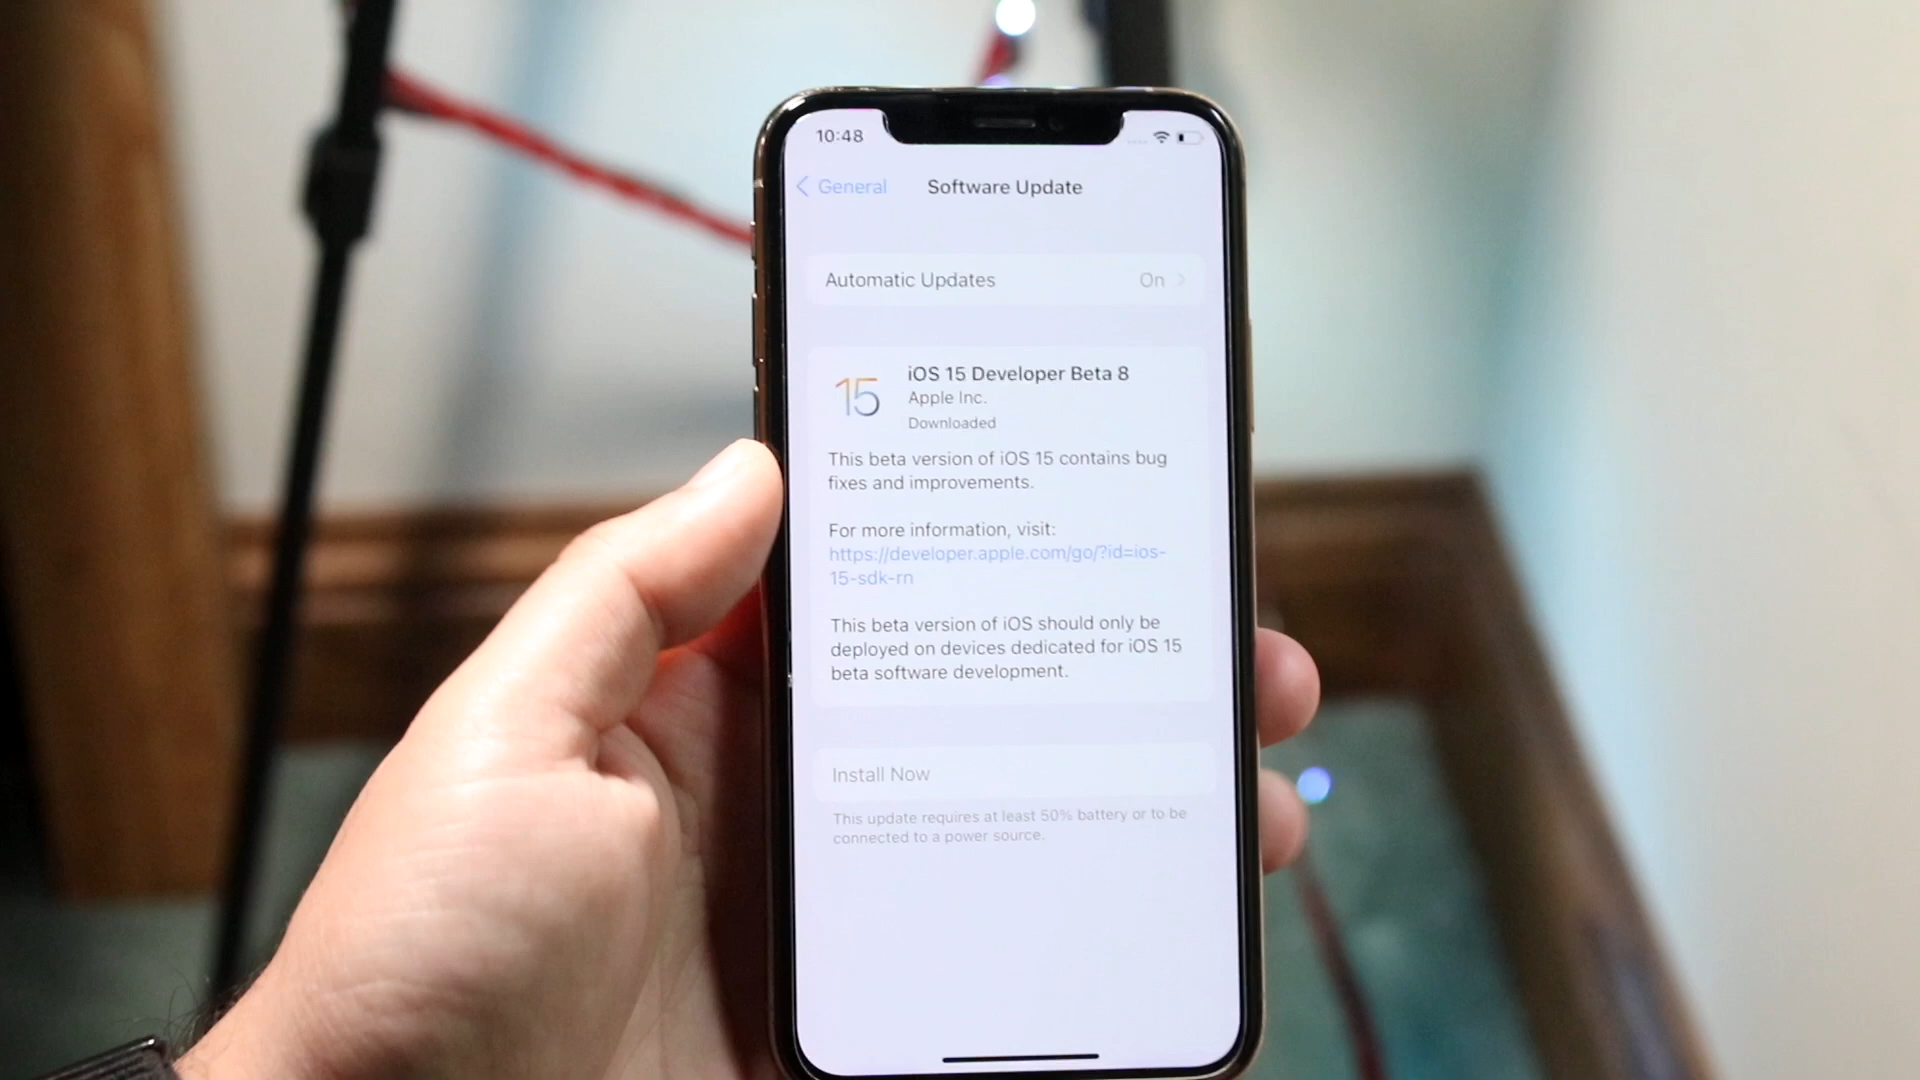 10:48
General
Software Update
Automatic Updates
On
15
iOS 15 Developer Beta 8
Apple Inc.
Downloaded
This beta version of iOS 15 contains bug
fixes and improvements.
For more information, visit:
https://developer.apple.com/go/?id=ios-
15-sdk-rn
This beta version of iOS should only be
deployed on devices dedicated for iOS 15
beta software development.
Install Now
This update requires at least 50% battery or to be
connected to a power source.